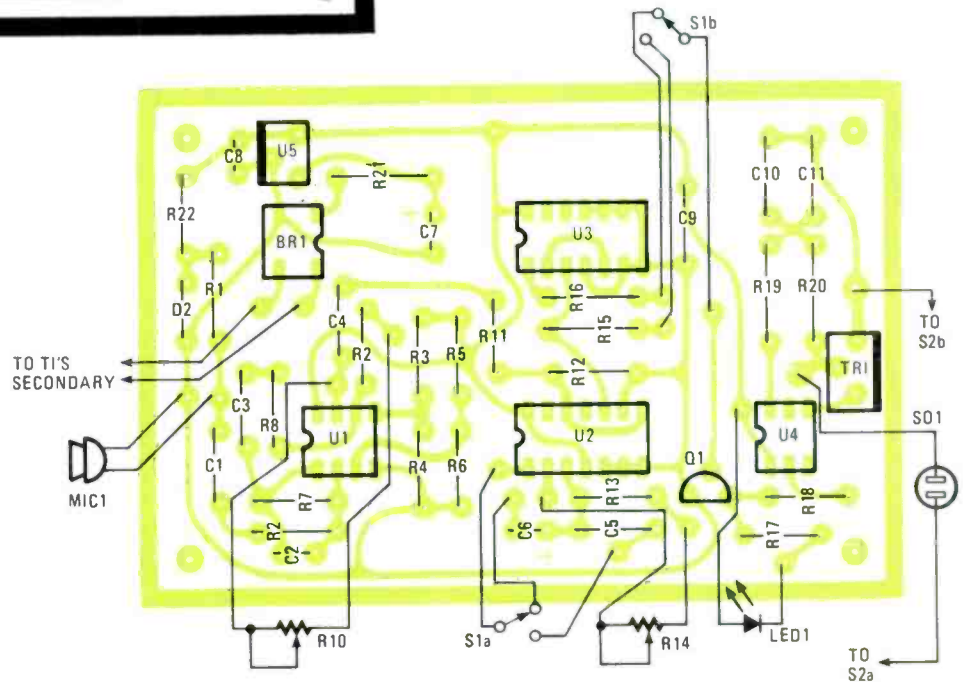 S1b
C8
U5
R21
C10
C11
R22
BR1
C7
U3
C9
R1
D2
C4
R2
R3
R5
R11
R16
R15
R19
R20
TO
S2b
TO T1'S
SECONDARY
R12
TR1
C3
R8
U1
U2
U4
SO1
MIC1
C1
R4
R6
Q1
R7
R13
R18
R2
C2
C6
C5
R17
R10
S1a
R14
LED1
TO
S2a